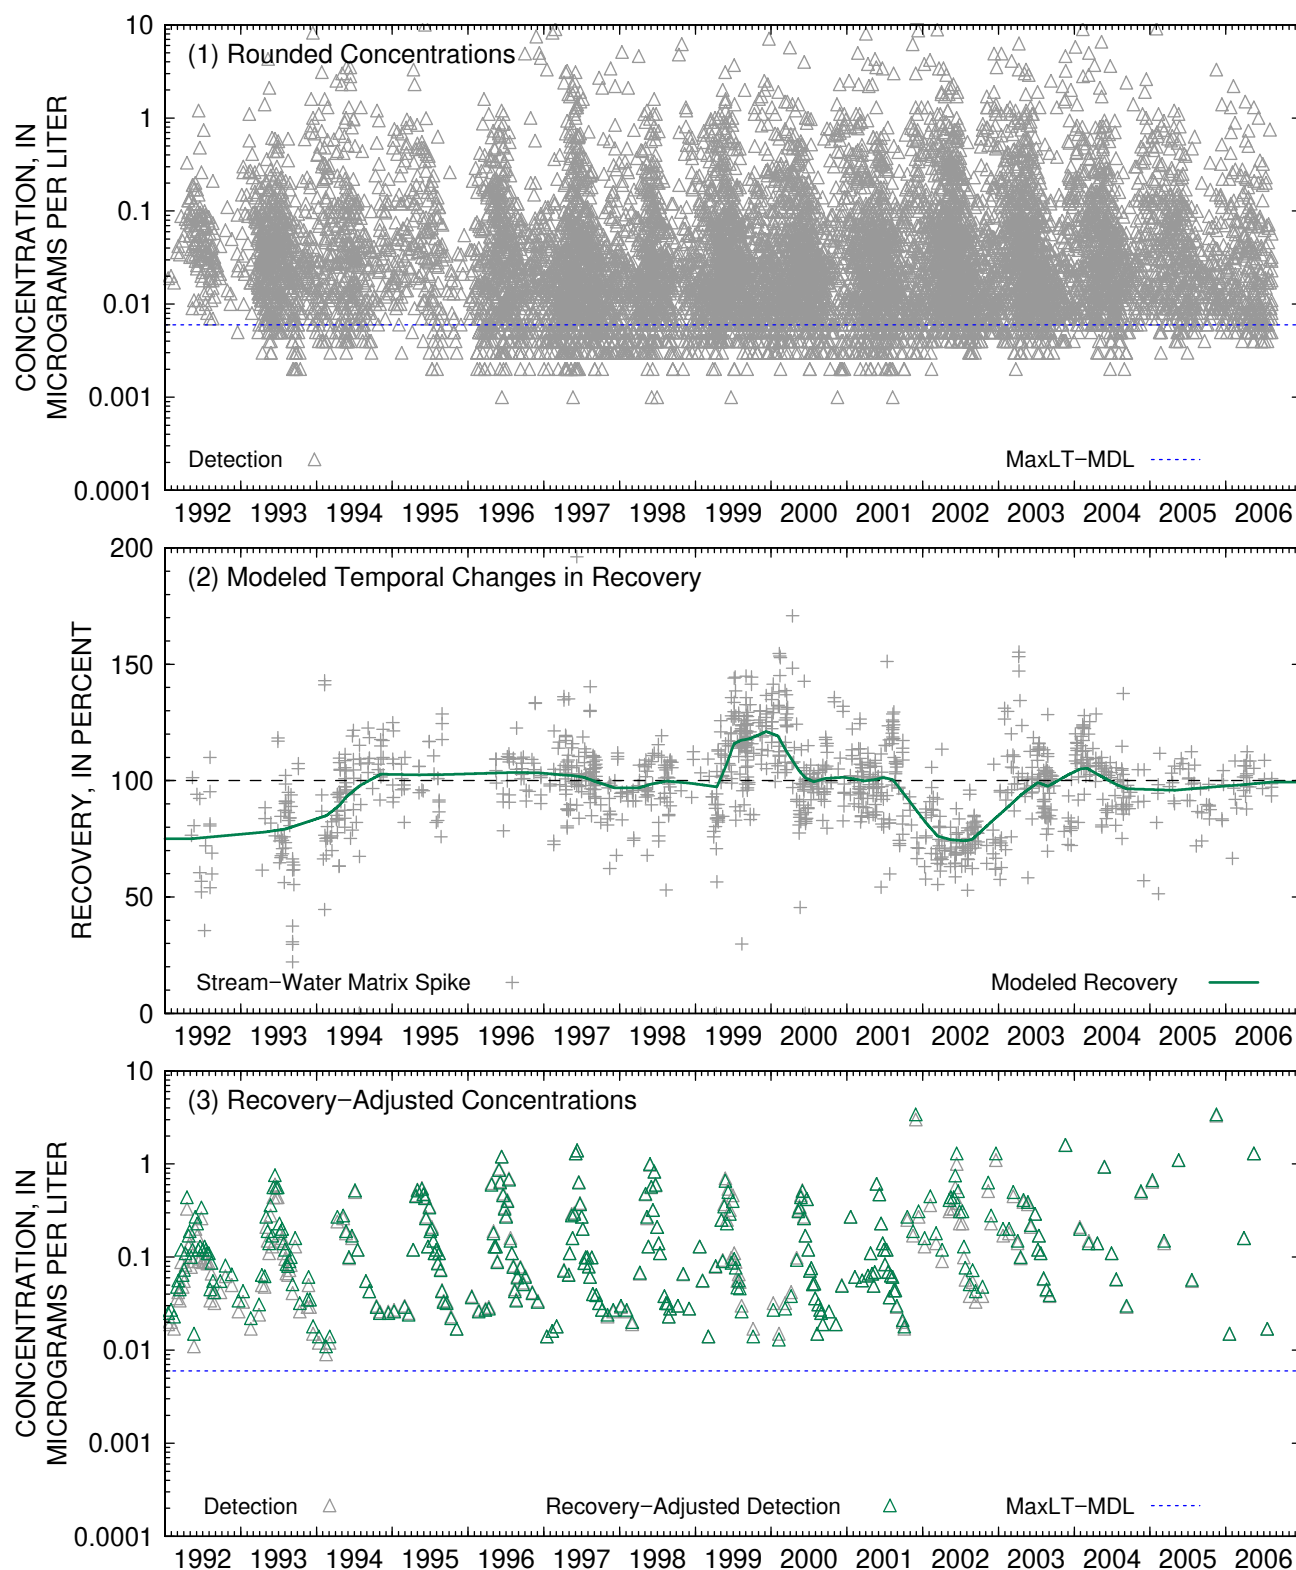 (1) Rounded Concentrations
CONCENTRATION, IN
MICROGRAMS PER LITER
10
1
0.1
0.01
0.001
0.0001
Detection
MaxLT−MDL
1992 1993 1994 1995 1996 1997 1998 1999 2000 2001 2002 2003 2004 2005 2006
(2) Modeled Temporal Changes in Recovery
RECOVERY, IN PERCENT
200
150
100
50
0
Stream−Water Matrix Spike
Modeled Recovery
1992 1993 1994 1995 1996 1997 1998 1999 2000 2001 2002 2003 2004 2005 2006
(3) Recovery−Adjusted Concentrations
CONCENTRATION, IN
MICROGRAMS PER LITER
10
1
0.1
0.01
0.001
0.0001
Detection
Recovery−Adjusted Detection
MaxLT−MDL
1992 1993 1994 1995 1996 1997 1998 1999 2000 2001 2002 2003 2004 2005 2006